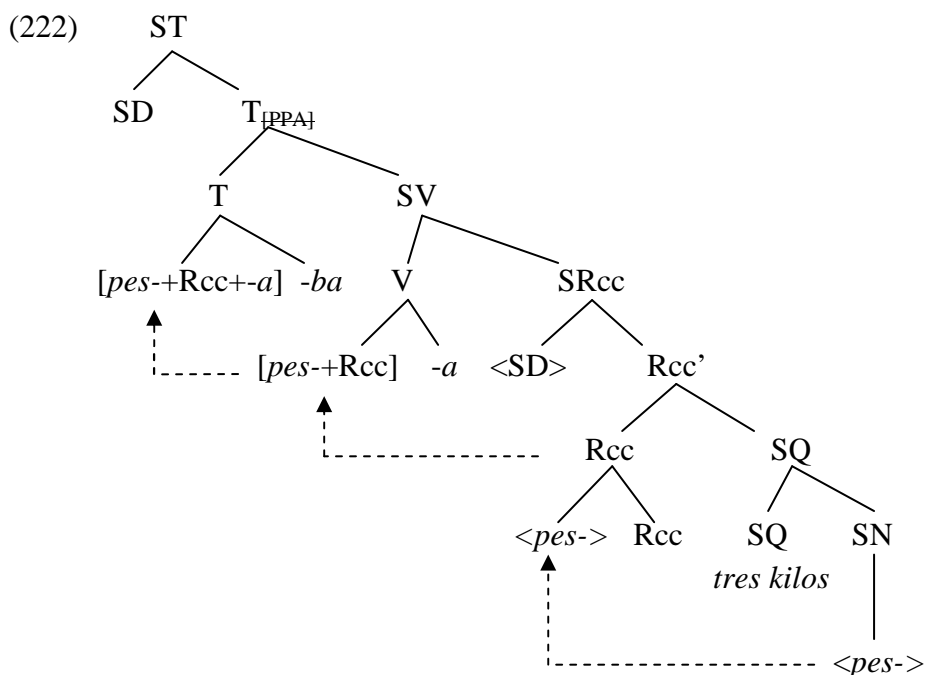 (222) ST
SD T[PPA]
T SV
[pes-+Rcc+-a] -ba V SRcc
[pes-+Rcc] -a <SD> Rcc’
Rcc SQ
<pes-> Rcc SQ SN
tres kilos
<pes->